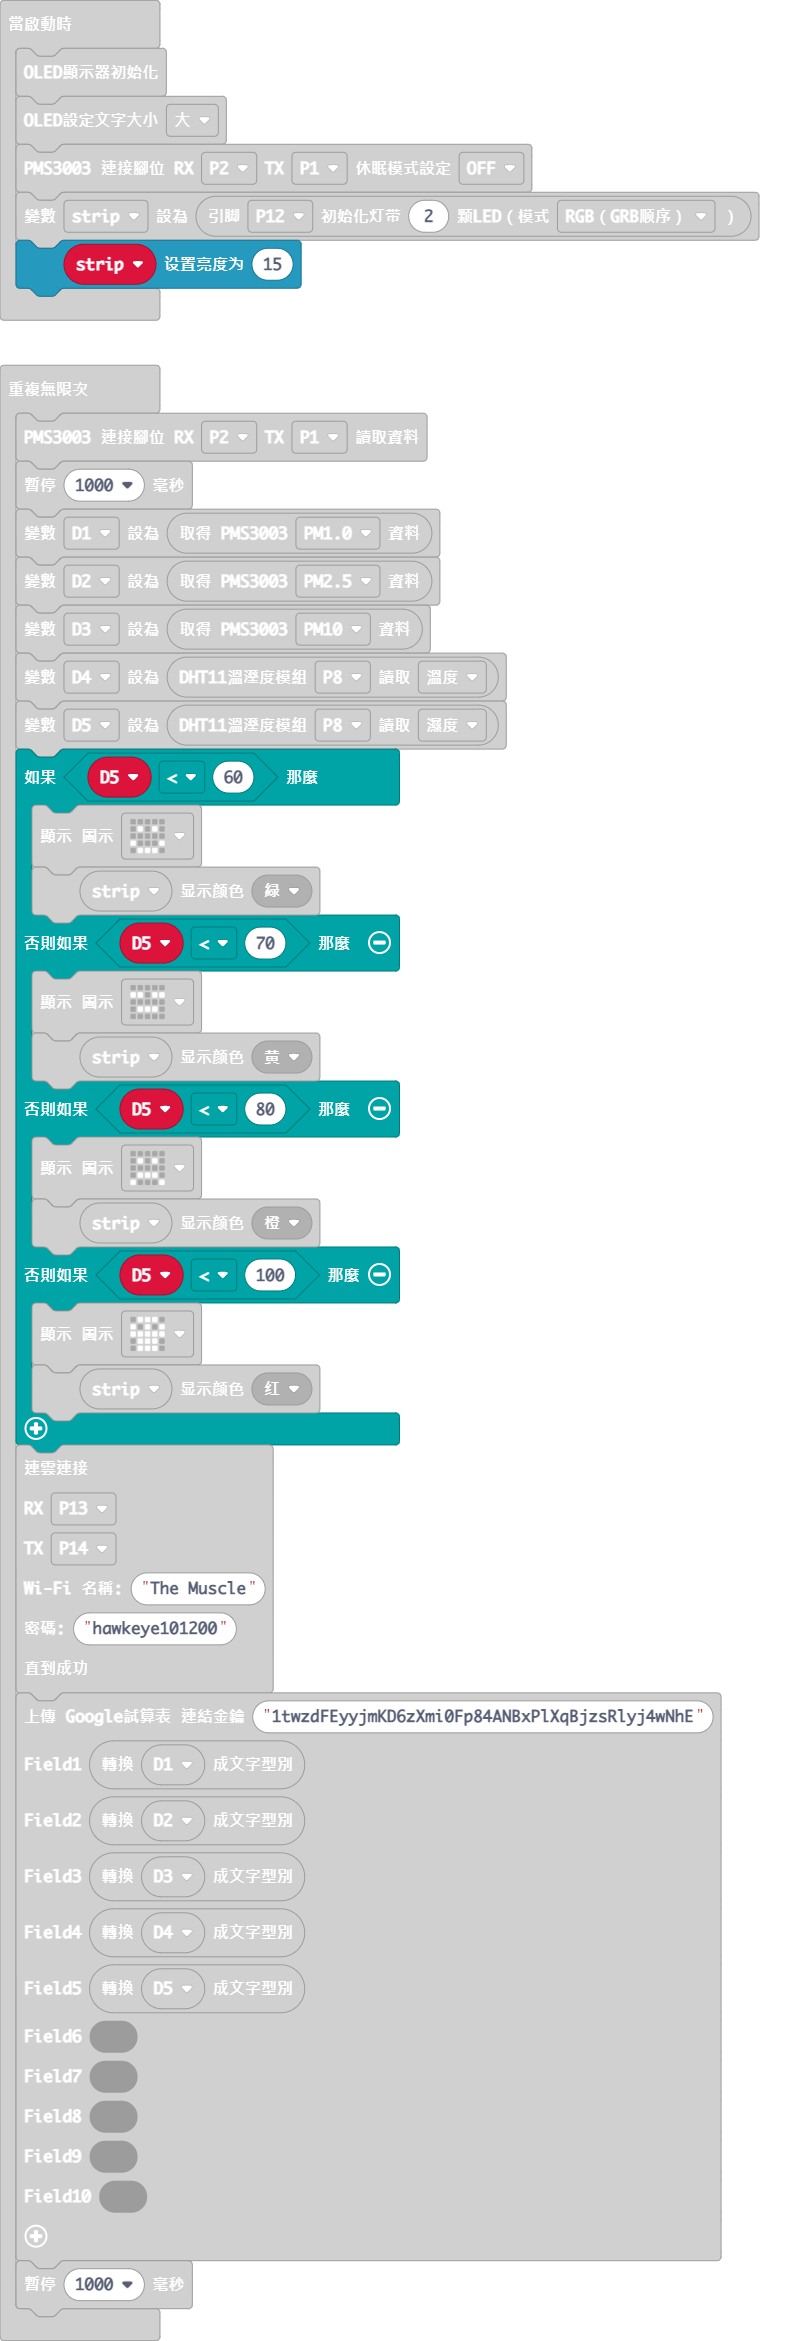 當啟動時
OLED顯示器初始化
OLED設定文字大小 大
PMS3003 連接腳位 RX P2 TX P1 休眠模式設定 OFF
變數 strip 設為 引脚 P12 初始化灯带 2 颗LED（模式 RGB（GRB顺序） ）
strip 设置亮度为 15
重複無限次
PMS3003 連接腳位 RX P2 TX P1 讀取資料
暫停 1000 毫秒
變數 D1 設為 取得 PMS3003 PM1.0 資料
變數 D2 設為 取得 PMS3003 PM2.5 資料
變數 D3 設為 取得 PMS3003 PM10 資料
變數 D4 設為 DHT11溫溼度模組 P8 讀取 溫度
變數 D5 設為 DHT11溫溼度模組 P8 讀取 濕度
如果 D5 < 60 那麼
顯示 圖示
strip 显示颜色 緑
否則如果 D5 < 70 那麼
顯示 圖示
strip 显示颜色 黄
否則如果 D5 < 80 那麼
顯示 圖示
strip 显示颜色 橙
否則如果 D5 < 100 那麼
顯示 圖示
strip 显示颜色 红
連雲連接
RX P13
TX P14
Wi-Fi 名稱: "The Muscle"
密碼: "hawkeye101200"
直到成功
上傳 Google試算表 連結金鑰 "1twzdFEyyjmKD6zXmi0Fp84ANBxPlXqBjzsRlyj4wNhE"
Field1 轉換 D1 成文字型別
Field2 轉換 D2 成文字型別
Field3 轉換 D3 成文字型別
Field4 轉換 D4 成文字型別
Field5 轉換 D5 成文字型別
Field6
Field7
Field8
Field9
Field10
暫停 1000 毫秒